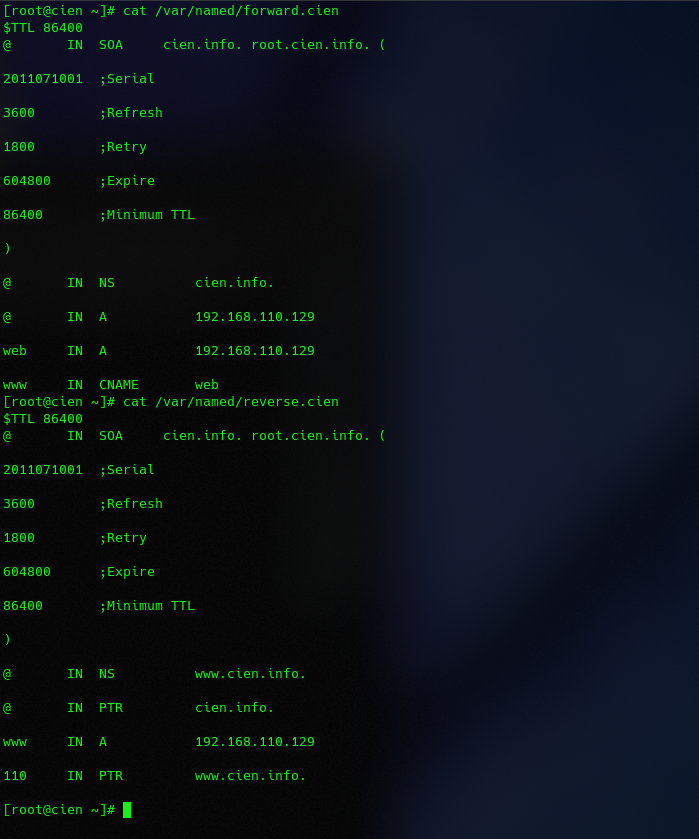 [root@cien ~]# cat /var/named/forward.cien
$TTL 86400
@       IN  SOA     cien.info. root.cien.info. (
2011071001  ;Serial
3600        ;Refresh
1800        ;Retry
604800      ;Expire
86400       ;Minimum TTL
)
@       IN  NS          cien.info.
@       IN  A           192.168.110.129
web     IN  A           192.168.110.129
www     IN  CNAME       web
[root@cien ~]# cat /var/named/reverse.cien
$TTL 86400
@       IN  SOA     cien.info. root.cien.info. (
2011071001  ;Serial
3600        ;Refresh
1800        ;Retry
604800      ;Expire
86400       ;Minimum TTL
)
@       IN  NS          www.cien.info.
@       IN  PTR         cien.info.
www     IN  A           192.168.110.129
110     IN  PTR         www.cien.info.
[root@cien ~]#